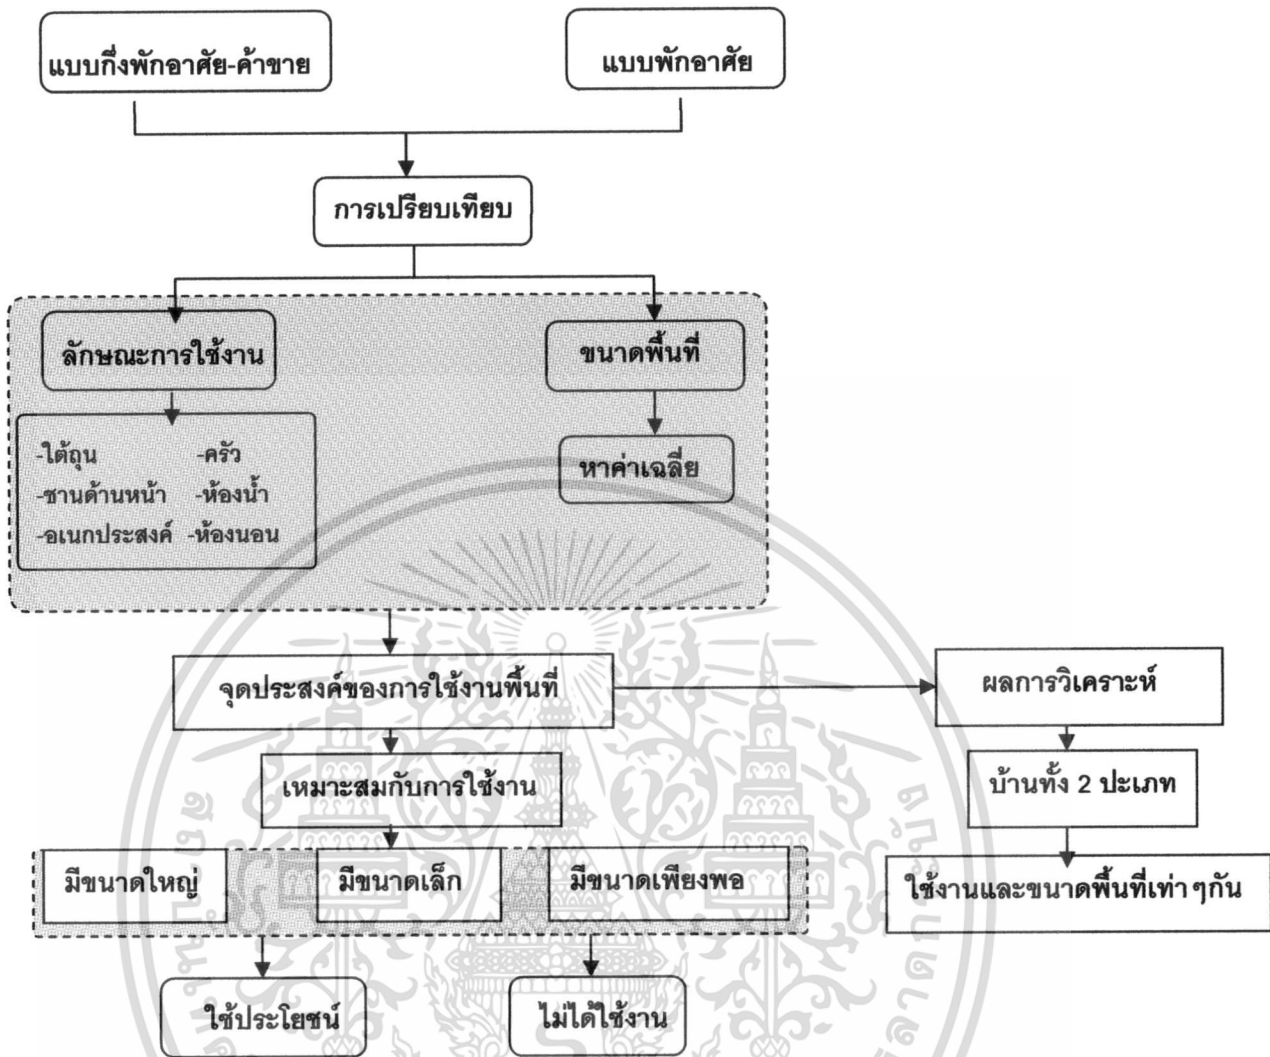 แบบกึ่งพักอาศัย-ค้าขาย
แบบพักอาศัย
การเปรียบเทียบ
ลักษณะการใช้งาน
ขนาดพื้นที่
-ใต้ถุน -ครัว
-ชานด้านหน้า -ห้องน้ำ
-อเนกประสงค์ -ห้องนอน
หาค่าเฉลี่ย
จุดประสงค์ของการใช้งานพื้นที่
ผลการวิเคราะห์
เหมาะสมกับการใช้งาน
บ้านทั้ง 2 ปะเภท
มีขนาดใหญ่
มีขนาดเล็ก
มีขนาดเพียงพอ
ใช้งานและขนาดพื้นที่เท่าๆกัน
ใช้ประโยชน์
ไม่ได้ใช้งาน